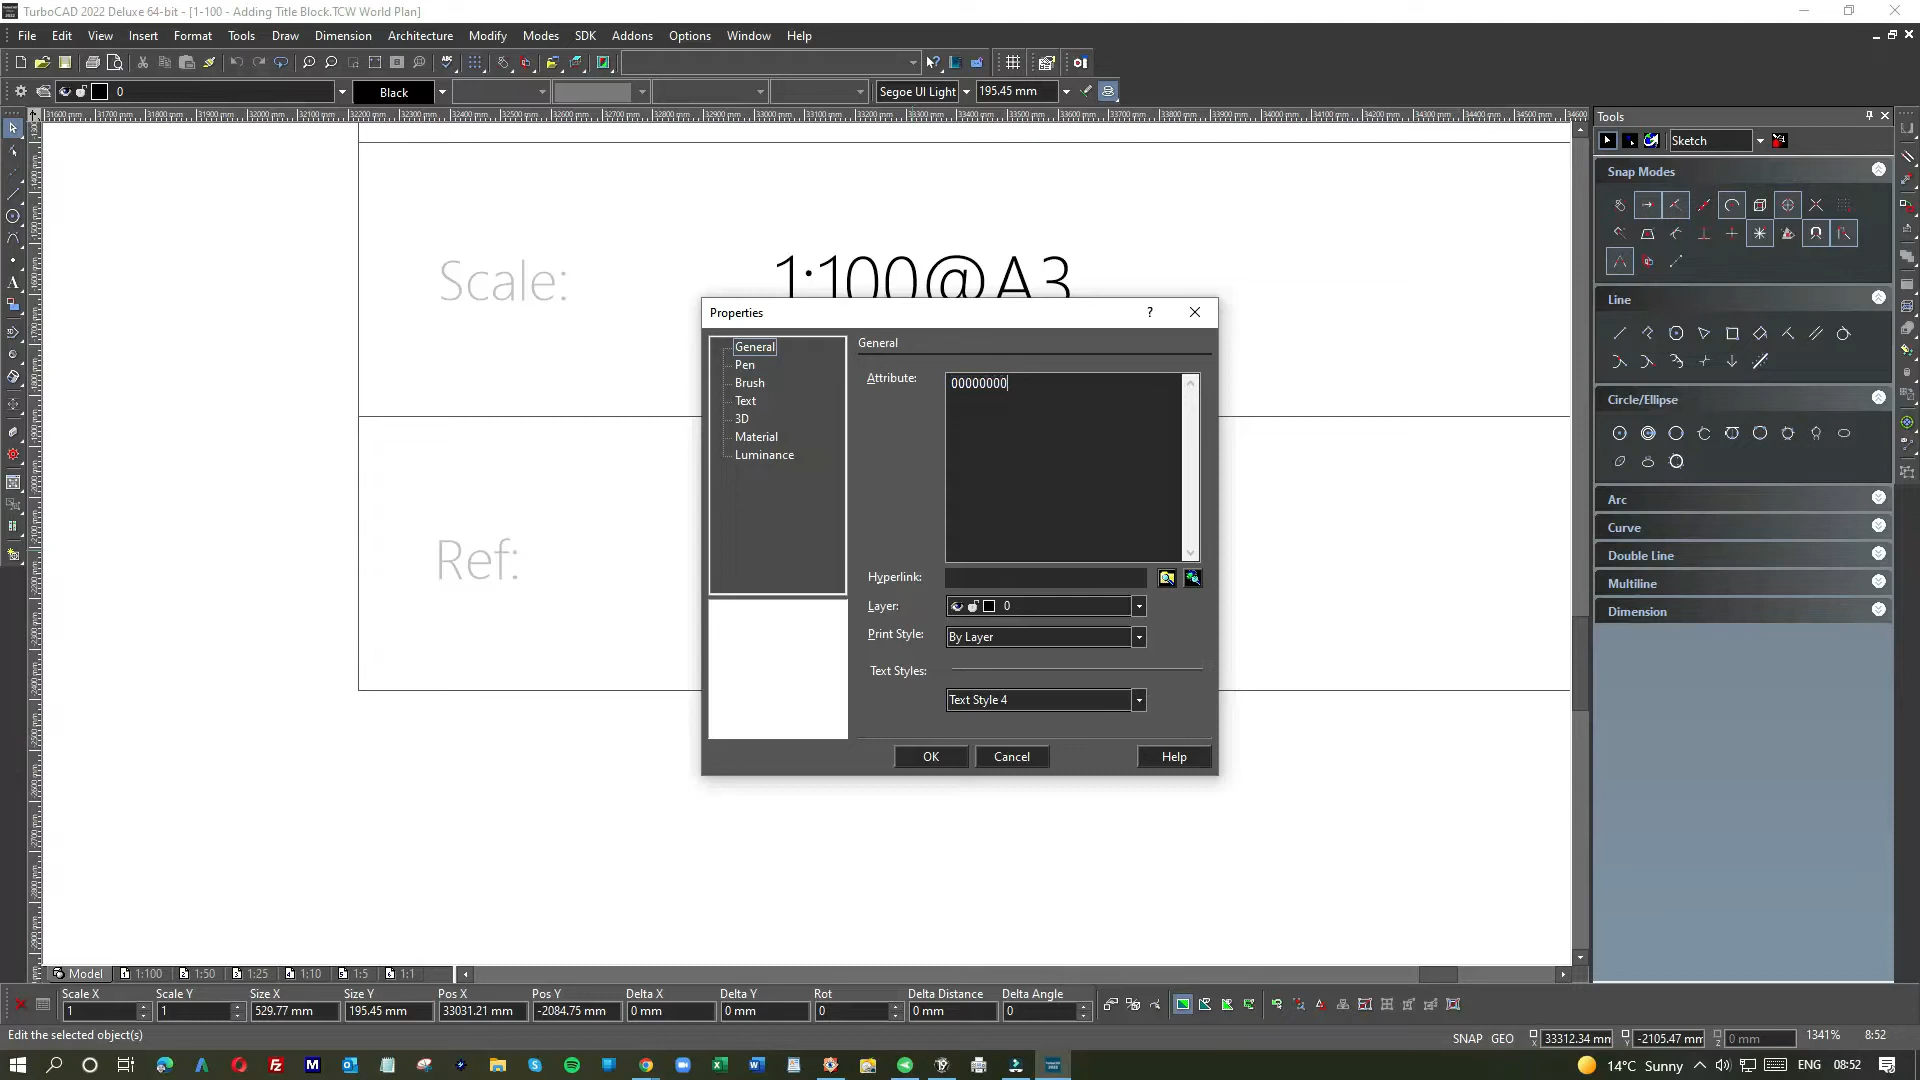 TurboCAD 2022 Deluxe 64-bit - [1-100 - Adding Title Block.TCW World Plan]
File Edit View Insert Format Tools Draw Dimension Architecture Modify Modes SDK Addons Options Window Help
0 Black Segoe UI Light 195.45 mm
Tools
Sketch
Snap Modes
Scale: 1:100@A3
Properties ?
General
Pen
Brush
Text
3D
Material
Luminance
General
Attribute: 00000000
Hyperlink:
Layer: 0
Print Style: By Layer
Text Styles:
Text Style 4
OK Cancel Help
Ref:
Line
Circle/Ellipse
Arc
Curve
Double Line
Multiline
Dimension
Model 1:100 1:50 1:25 1:10 1:5 1:1
Scale X Scale Y Size X Size Y Pos X Pos Y Delta X Delta Y Rot Delta Distance Delta Angle
1 1 529.77 mm 195.45 mm 33031.21 mm -2084.75 mm 0 mm 0 mm 0 0 mm 0
Edit the selected object(s) SNAP GEO 33312.34 mm -2105.47 mm 0 mm 1341% 8:52
14°C Sunny ENG 08:52